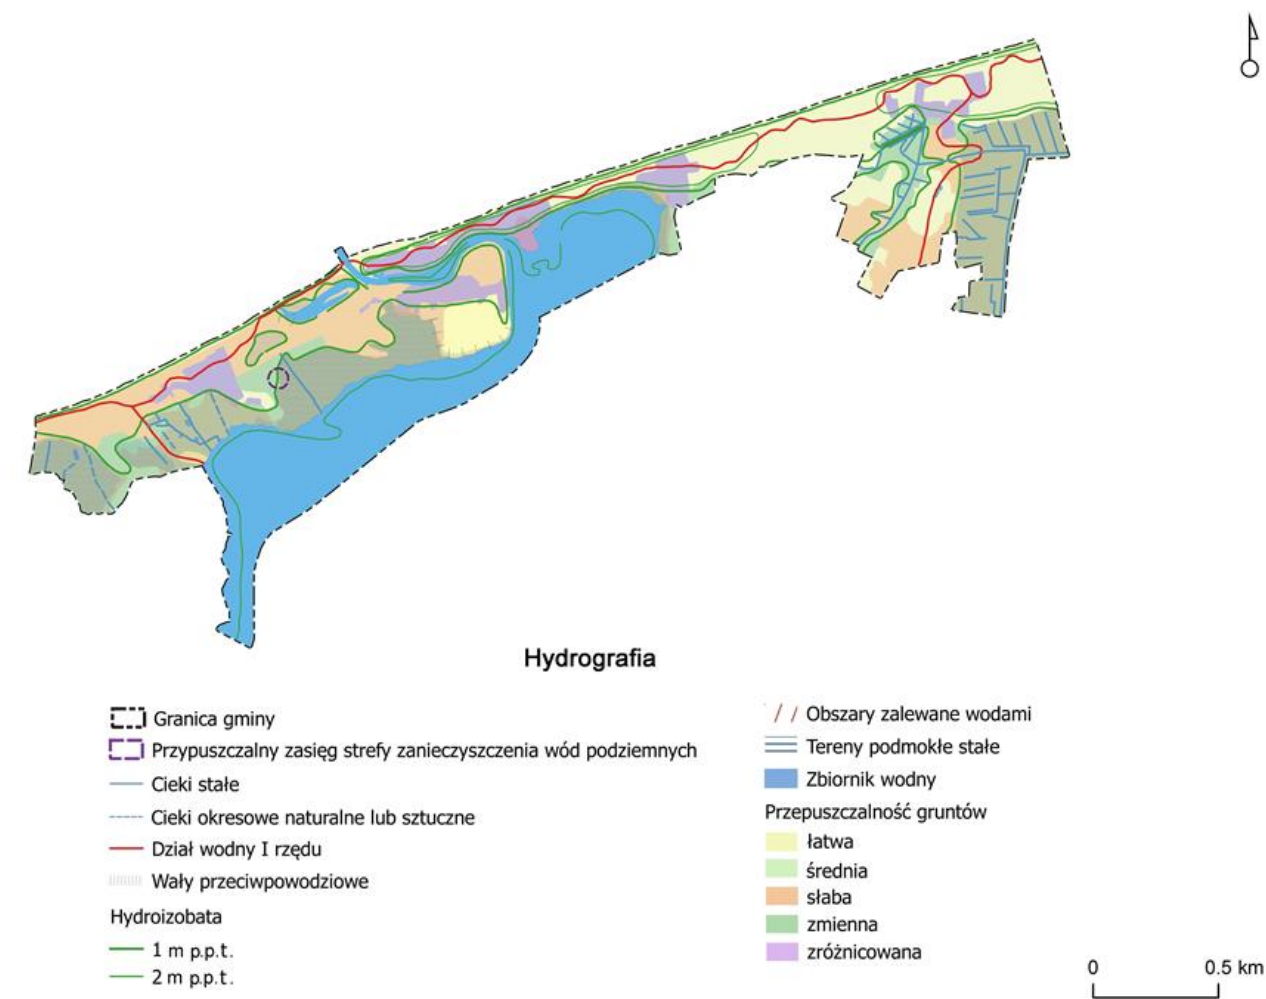 Hydrografia
Granica gminy
Przypuszczalny zasięg strefy zanieczyszczenia wód podziemnych
Cieki stałe
Cieki okresowe naturalne lub sztuczne
Dział wodny I rzędu
Wały przeciwpowodziowe
Hydroizobata
1 m p.p.t.
2 m p.p.t.
Obszary zalewane wodami
Tereny podmokłe stałe
Zbiornik wodny
Przepuszczalność gruntów
łatwa
średnia
słaba
zmienna
zróżnicowana
0 0.5 km